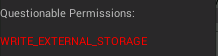 Questionable Permissions:
WRITE_EXTERNAL_STORAGE